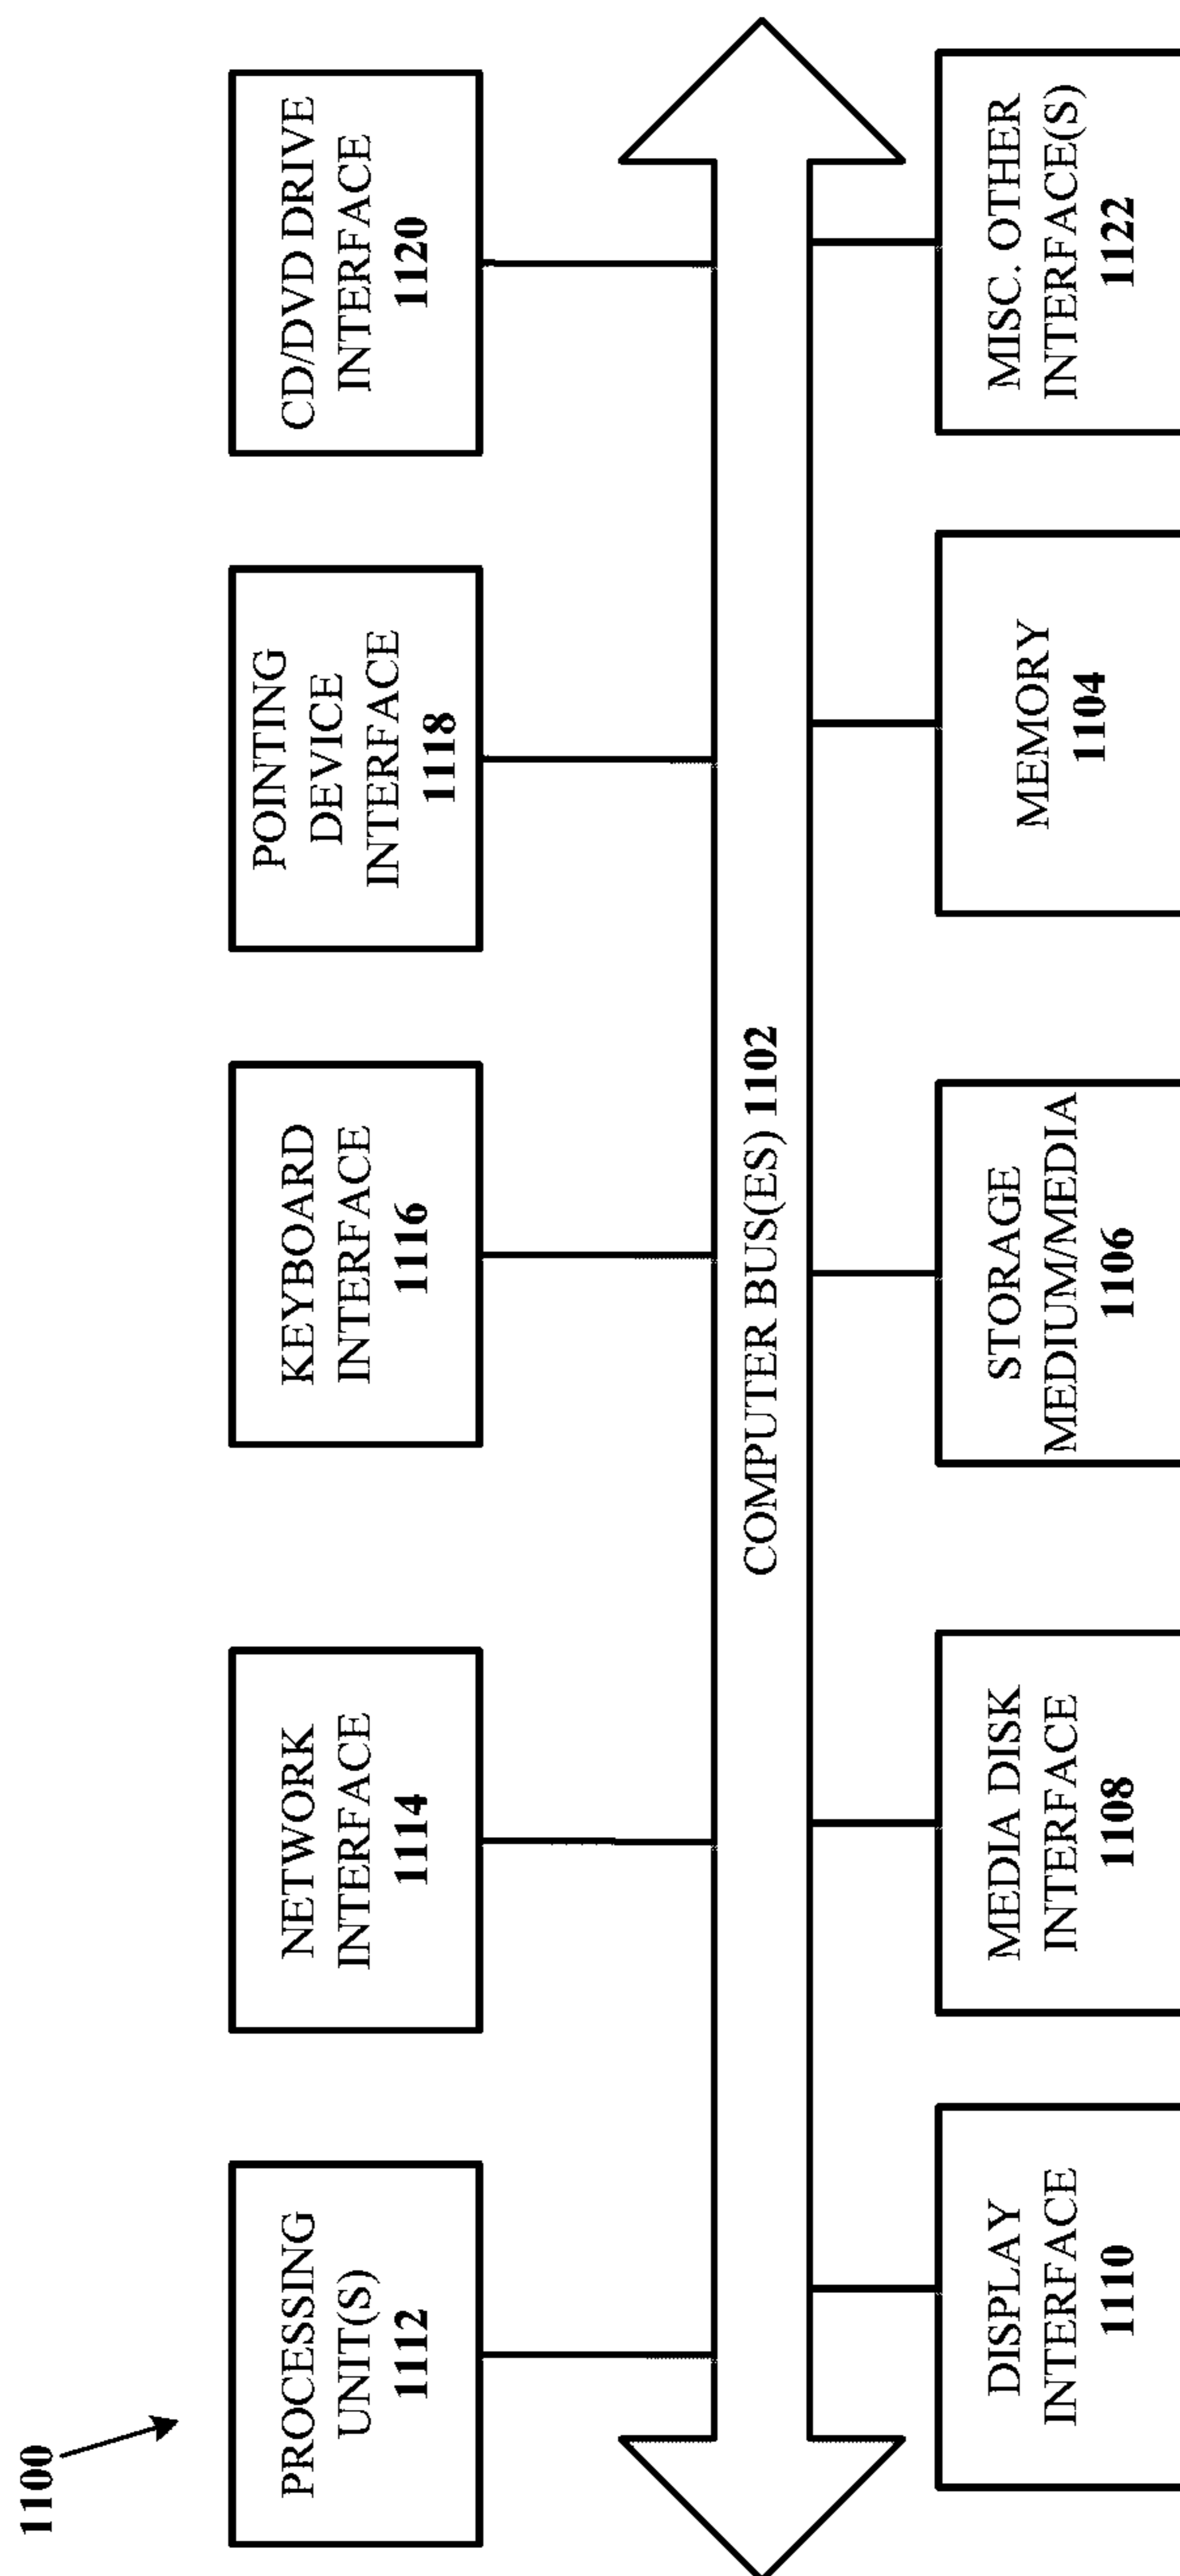 1100
PROCESSING
UNIT(S)
1112
NETWORK
INTERFACE
1114
KEYBOARD
INTERFACE
1116
POINTING
DEVICE
INTERFACE
1118
CD/DVD DRIVE
INTERFACE
1120
COMPUTER BUS(ES) 1102
DISPLAY
INTERFACE
1110
MEDIA DISK
INTERFACE
1108
STORAGE
MEDIUM/MEDIA
1106
MEMORY
1104
MISC. OTHER
INTERFACE(S)
1122